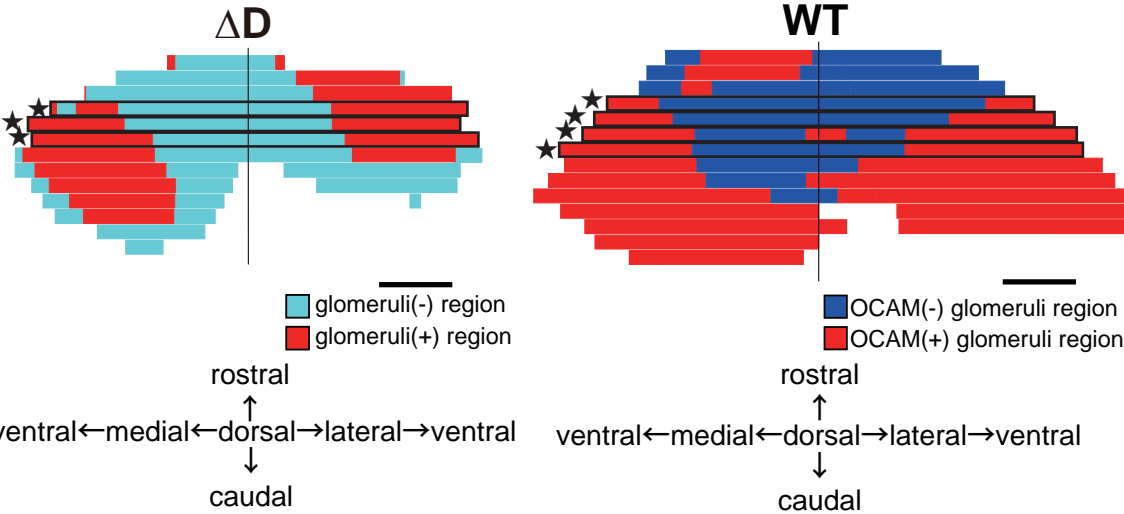 ΔD
WT
★
★
★
★
★
★
★
glomeruli(-) region
glomeruli(+) region
OCAM(-) glomeruli region
OCAM(+) glomeruli region
rostral
↑
ventral←medial←dorsal→lateral→ventral
↓
caudal
rostral
↑
ventral←medial←dorsal→lateral→ventral
↓
caudal